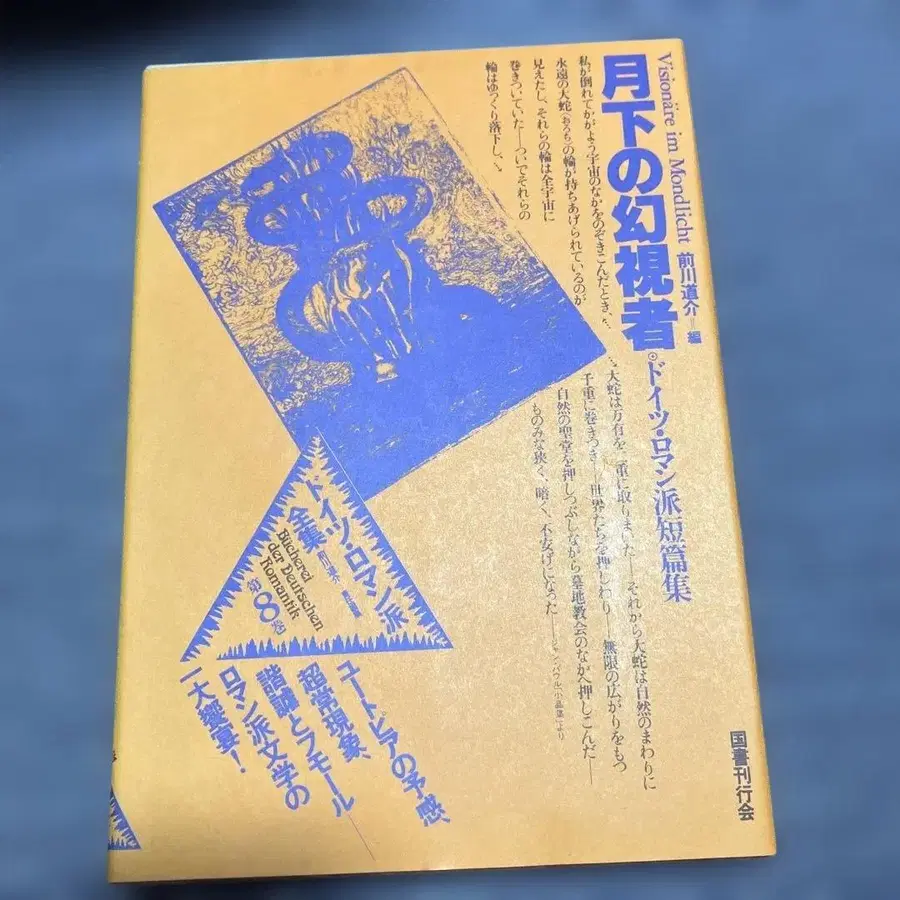 Visionäre im Mondlicht
前川道介=編
月下の幻視者
◉ドイツ・ロマン派短篇集
私が倒れてかがよう宇宙のなかをのぞきこんだとき、
永遠の大蛇〈おろち〉の輪が持ちあげられているのが
見えたし、それらの輪は全宇宙に
巻きついていた——ついでそれらの
輪はゆっくり落下し、
大蛇は万有を二重に取りまいた——それから大蛇は自然のまわりに
千重に巻きつき——世界たちを押しわり——無限の広がりをもつ
自然の聖堂を押しつぶしながら墓地教会のなかへ押しこんだ——
ものみな狭く、暗く、不安げになった——
ジャン・パウル『小品集』より
ドイツ・ロマン派
全集
Bücherei
der Deutschen
Romantik
第8巻
ユートピアの予感、
超常現象、
諧謔とフモール——
ロマン派文学の
一大饗宴！
国書刊行会